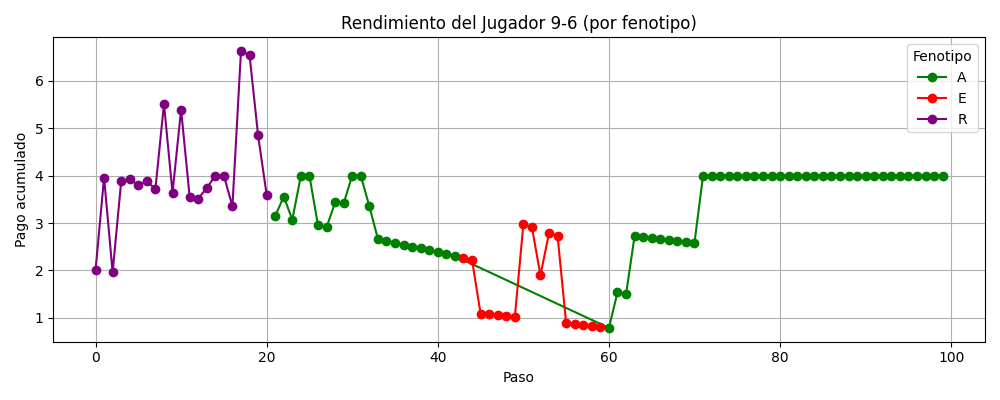 Rendimiento del Jugador 9-6 (por fenotipo)
Pago acumulado
6
5
4
3
2
1
0
20
40
60
80
100
Paso
Fenotipo
A
E
R